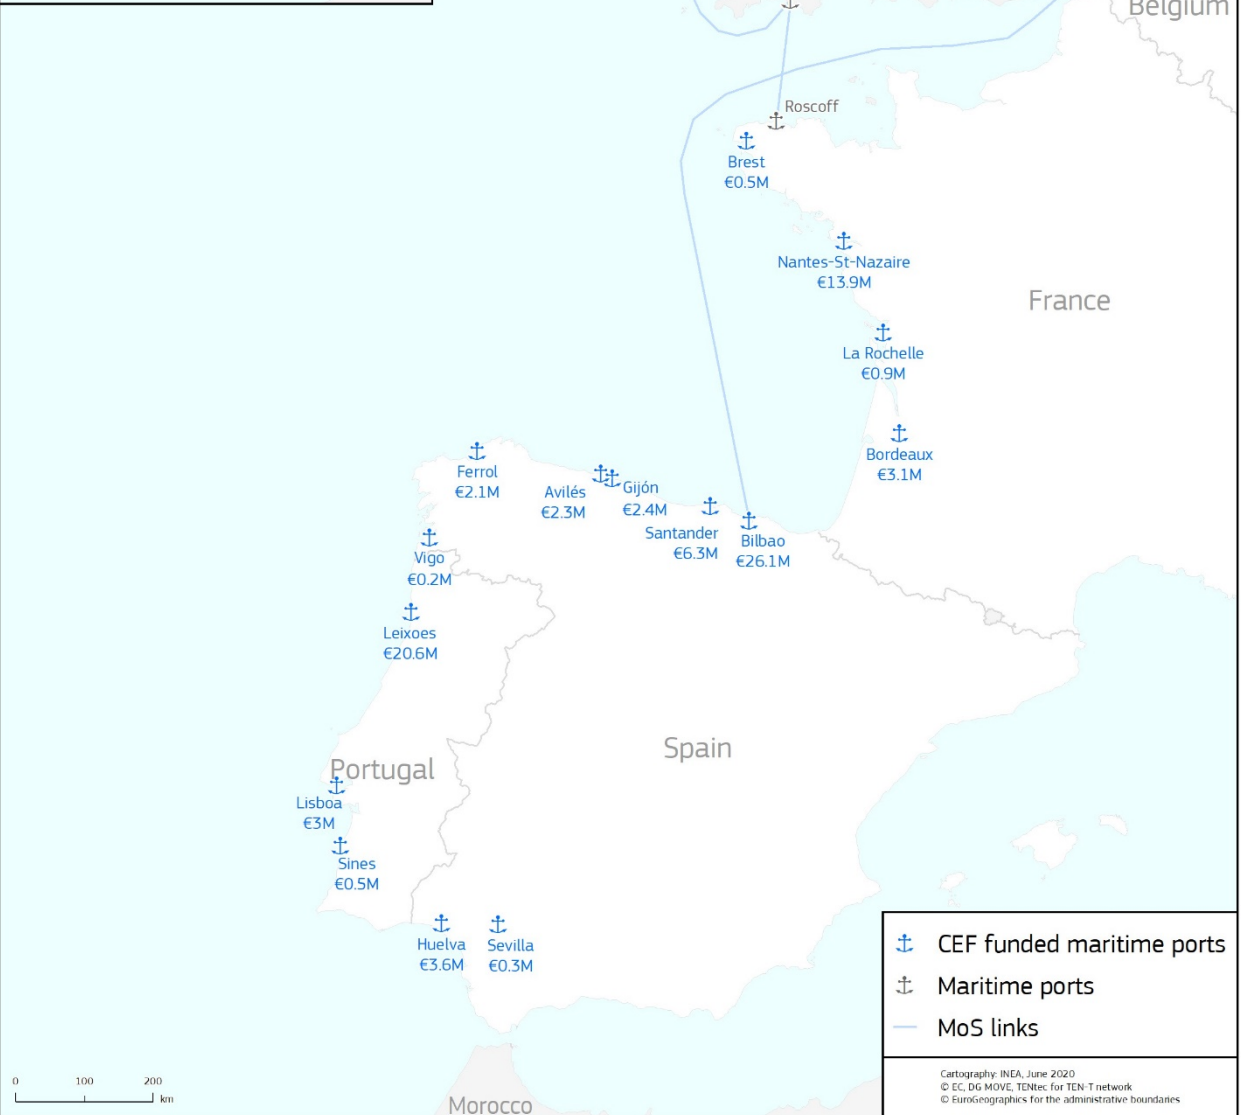 Belgium
Roscoff
Brest
€0.5M
Nantes-St-Nazaire
€13.9M
France
La Rochelle
€0.9M
Bordeaux
€3.1M
Ferrol
€2.1M
Avilés
€2.3M
Gijón
€2.4M
Santander
€6.3M
Bilbao
€26.1M
Vigo
€0.2M
Leixoes
€20.6M
Spain
Portugal
Lisboa
€3M
Sines
€0.5M
Huelva
€3.6M
Sevilla
€0.3M
CEF funded maritime ports
Maritime ports
MoS links
Cartography: INEA, June 2020
© EC, DG MOVE, TENtec for TEN-T network
© EuroGeographics for the administrative boundaries
0 100 200
km
Morocco